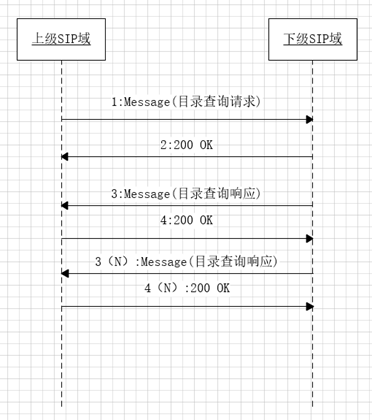 上级SIP域
下级SIP域
1:Message(目录查询请求)
2:200 OK
3:Message(目录查询响应)
4:200 OK
3（N）:Message(目录查询响应)
4（N）:200 OK